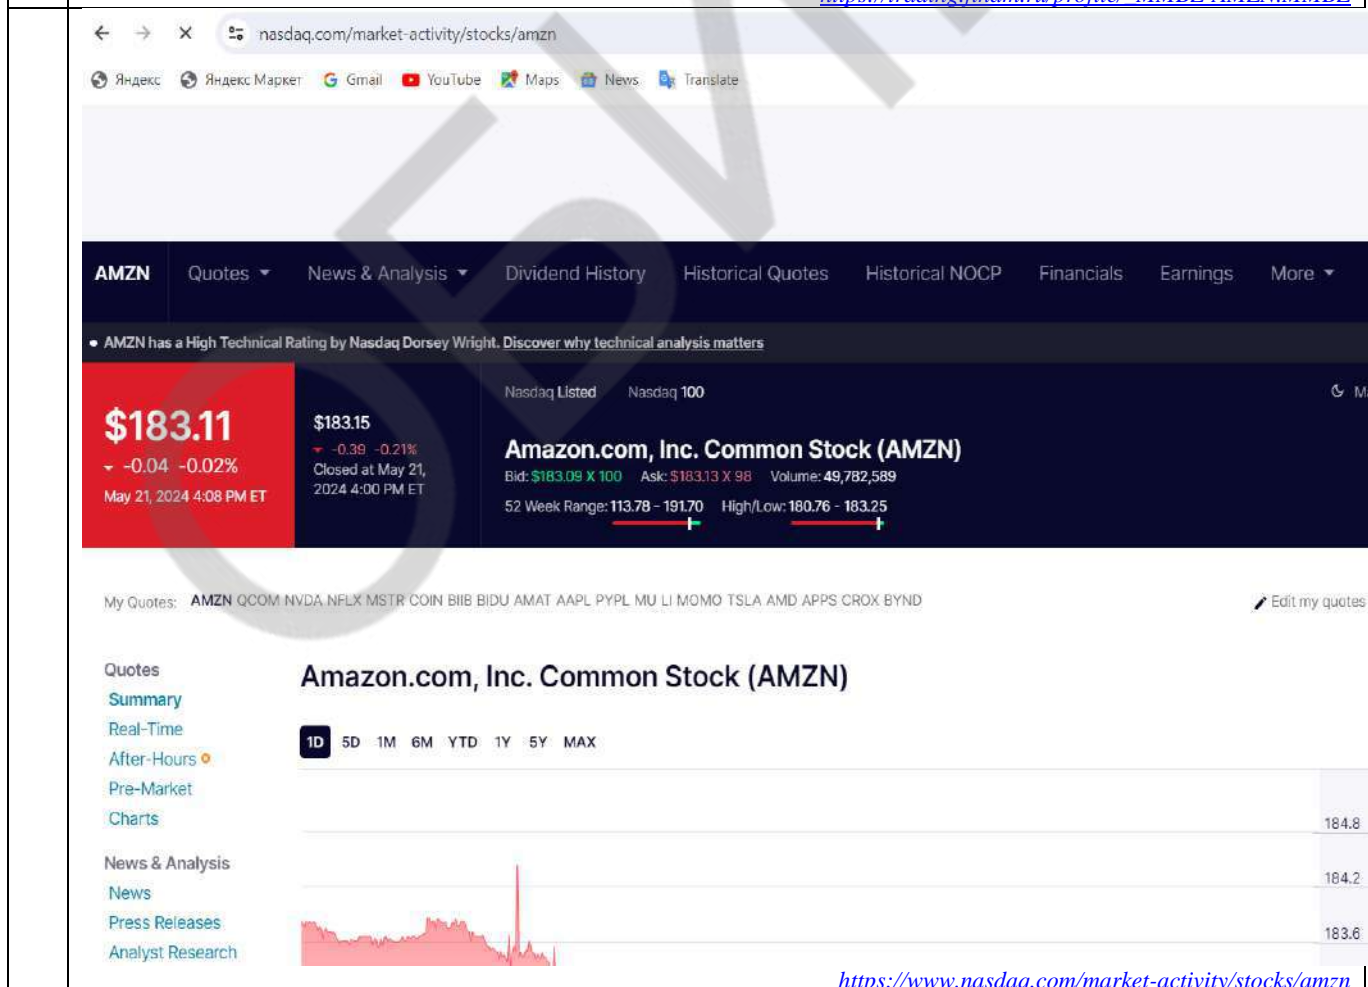 https://trading.finam.ru/profile/_MMBZ-AMZN.MMBZ
nasdaq.com/market-activity/stocks/amzn
Яндекс Яндекс Маркет Gmail YouTube Maps News Translate
AMZN Quotes News & Analysis Dividend History Historical Quotes Historical NOCP Financials Earnings More
AMZN has a High Technical Rating by Nasdaq Dorsey Wright. Discover why technical analysis matters
Nasdaq Listed Nasdaq 100
$183.11
-0.04 -0.02%
May 21, 2024 4:08 PM ET
$183.15
-0.39 -0.21%
Closed at May 21,
2024 4:00 PM ET
Amazon.com, Inc. Common Stock (AMZN)
Bid: $183.09 X 100 Ask: $183.13 X 98 Volume: 49,782,589
52 Week Range: 113.78 - 191.70 High/Low: 180.76 - 183.25
My Quotes: AMZN QCOM NVDA NFLX MSTR COIN BIIB BIDU AMAT AAPL PYPL MU LI MOMO TSLA AMD APPS CROX BYND
Edit my quotes
Quotes
Summary
Real-Time
After-Hours
Pre-Market
Charts
News & Analysis
News
Press Releases
Analyst Research
Amazon.com, Inc. Common Stock (AMZN)
1D 5D 1M 6M YTD 1Y 5Y MAX
184.8
184.2
183.6
https://www.nasdaq.com/market-activity/stocks/amzn